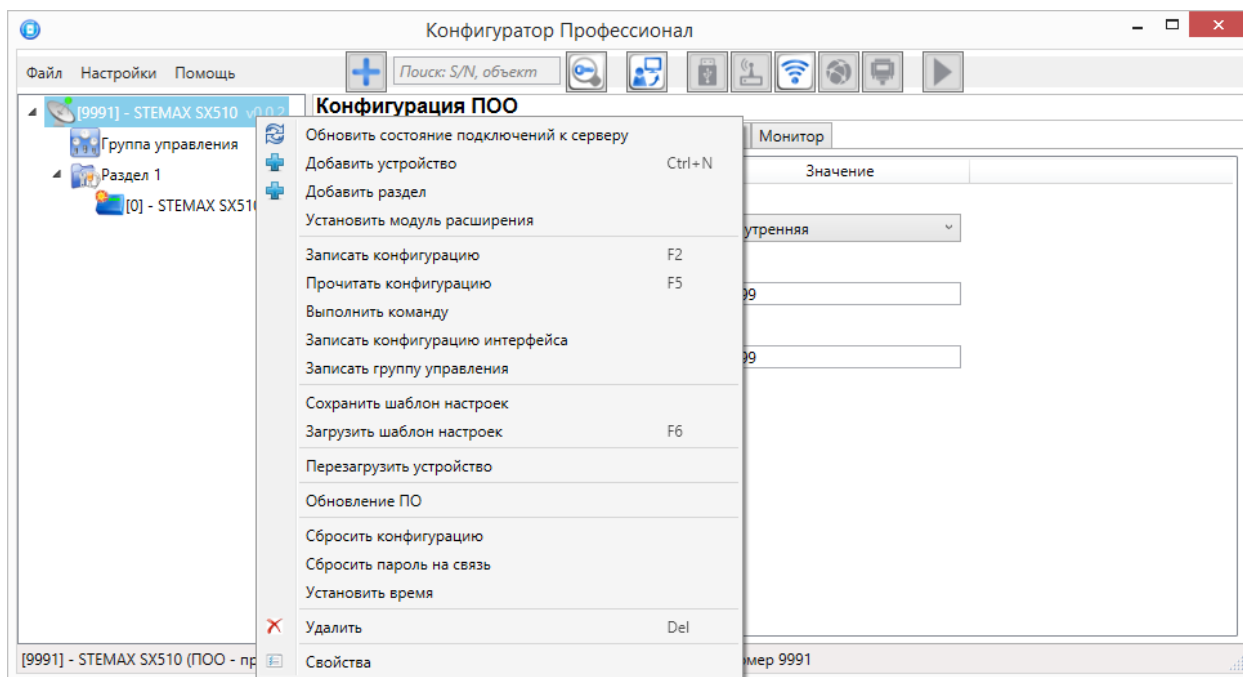 Конфигуратор Профессионал
Файл Настройки Помощь Поиск: S/N, объект
[9991] - STEMAX SX510 v0.0.2
Группа управления
Раздел 1
[0] - STEMAX SX510
Конфигурация ПОО
Монитор
Значение
утренняя
99
99
Обновить состояние подключений к серверу
Добавить устройство Ctrl+N
Добавить раздел
Установить модуль расширения
Записать конфигурацию F2
Прочитать конфигурацию F5
Выполнить команду
Записать конфигурацию интерфейса
Записать группу управления
Сохранить шаблон настроек
Загрузить шаблон настроек F6
Перезагрузить устройство
Обновление ПО
Сбросить конфигурацию
Сбросить пароль на связь
Установить время
Удалить Del
Свойства
[9991] - STEMAX SX510 (ПОО - пр омер 9991